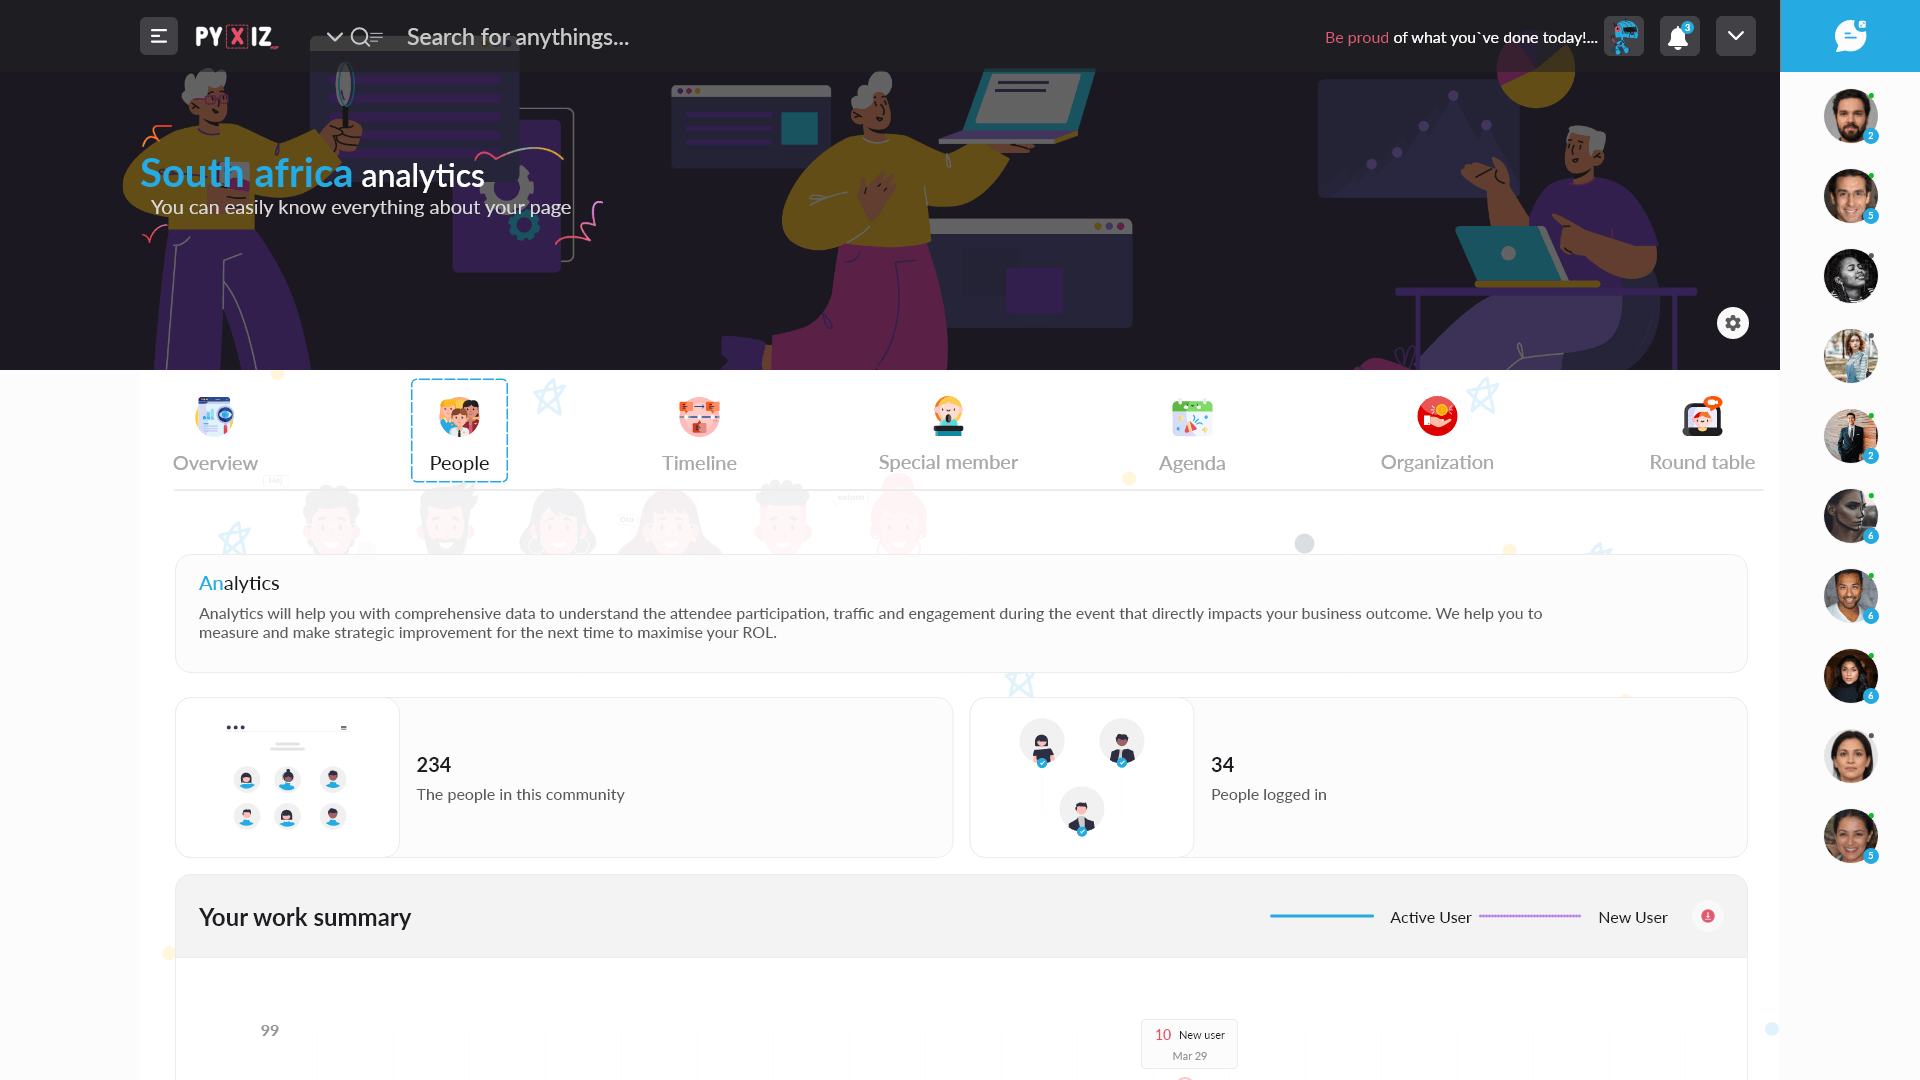 PYXIZ
Search for anythings...
Be proud of what you`ve done today!...
3
South africa analytics
You can easily know everything about your page
Overview
People
Timeline
Special member
Agenda
Organization
Round table
Analytics
Analytics will help you with comprehensive data to understand the attendee participation, traffic and engagement during the event that directly impacts your business outcome. We help you to
measure and make strategic improvement for the next time to maximise your ROL.
234
The people in this community
34
People logged in
Your work summary
Active User
New User
99
10 New user
Mar 29
2
5
2
6
6
6
5